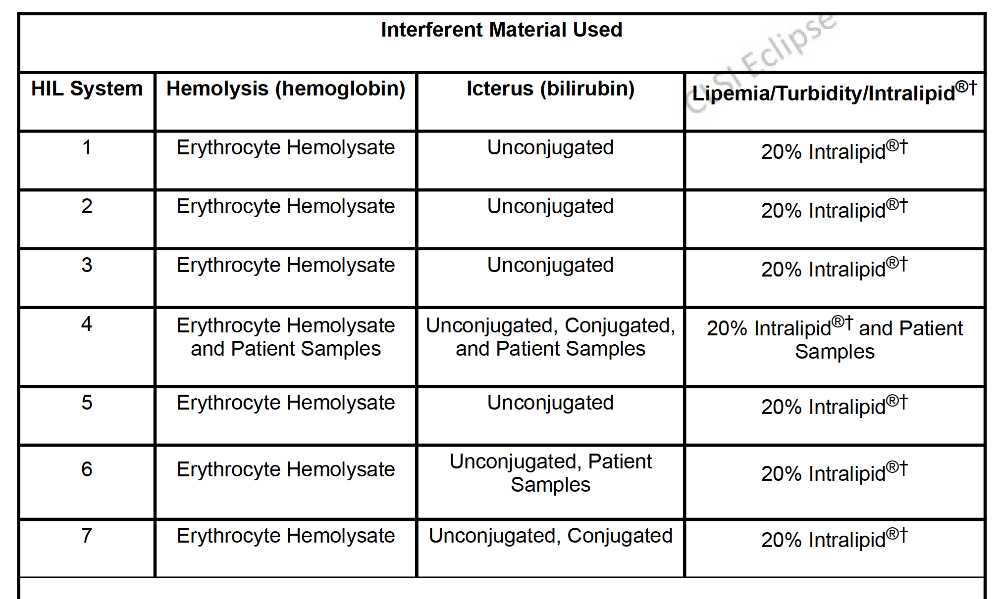 Interferent Material Used
CLSI Eclipse
HIL System Hemolysis (hemoglobin) Icterus (bilirubin) Lipemia/Turbidity/Intralipid®†
1 Erythrocyte Hemolysate Unconjugated 20% Intralipid®†
2 Erythrocyte Hemolysate Unconjugated 20% Intralipid®†
3 Erythrocyte Hemolysate Unconjugated 20% Intralipid®†
4 Erythrocyte Hemolysate Unconjugated, Conjugated, 20% Intralipid®† and Patient
and Patient Samples and Patient Samples Samples
5 Erythrocyte Hemolysate Unconjugated 20% Intralipid®†
6 Erythrocyte Hemolysate Unconjugated, Patient 20% Intralipid®†
Samples
7 Erythrocyte Hemolysate Unconjugated, Conjugated 20% Intralipid®†